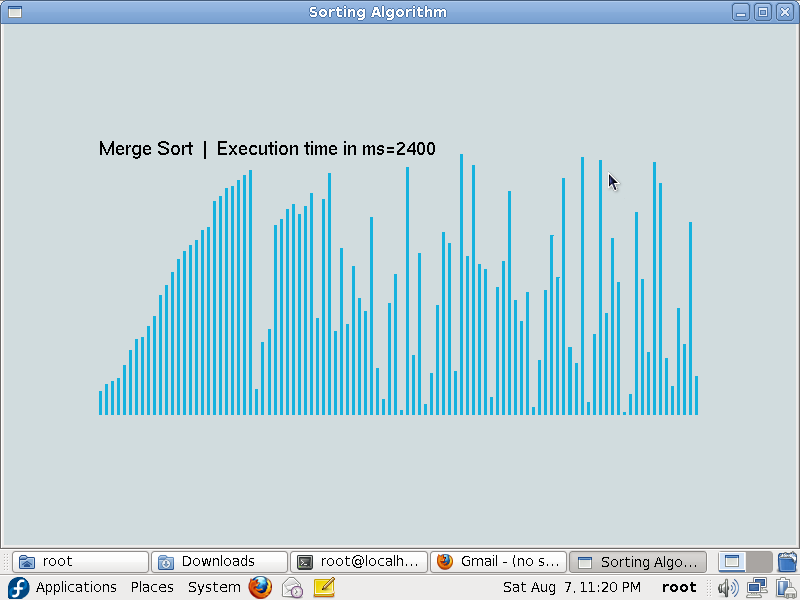 Sorting Algorithm
Merge Sort | Execution time in ms=2400
root
Downloads
root@localh...
Gmail - (no s...
Sorting Algo...
Applications Places System
Sat Aug 7, 11:20 PM root